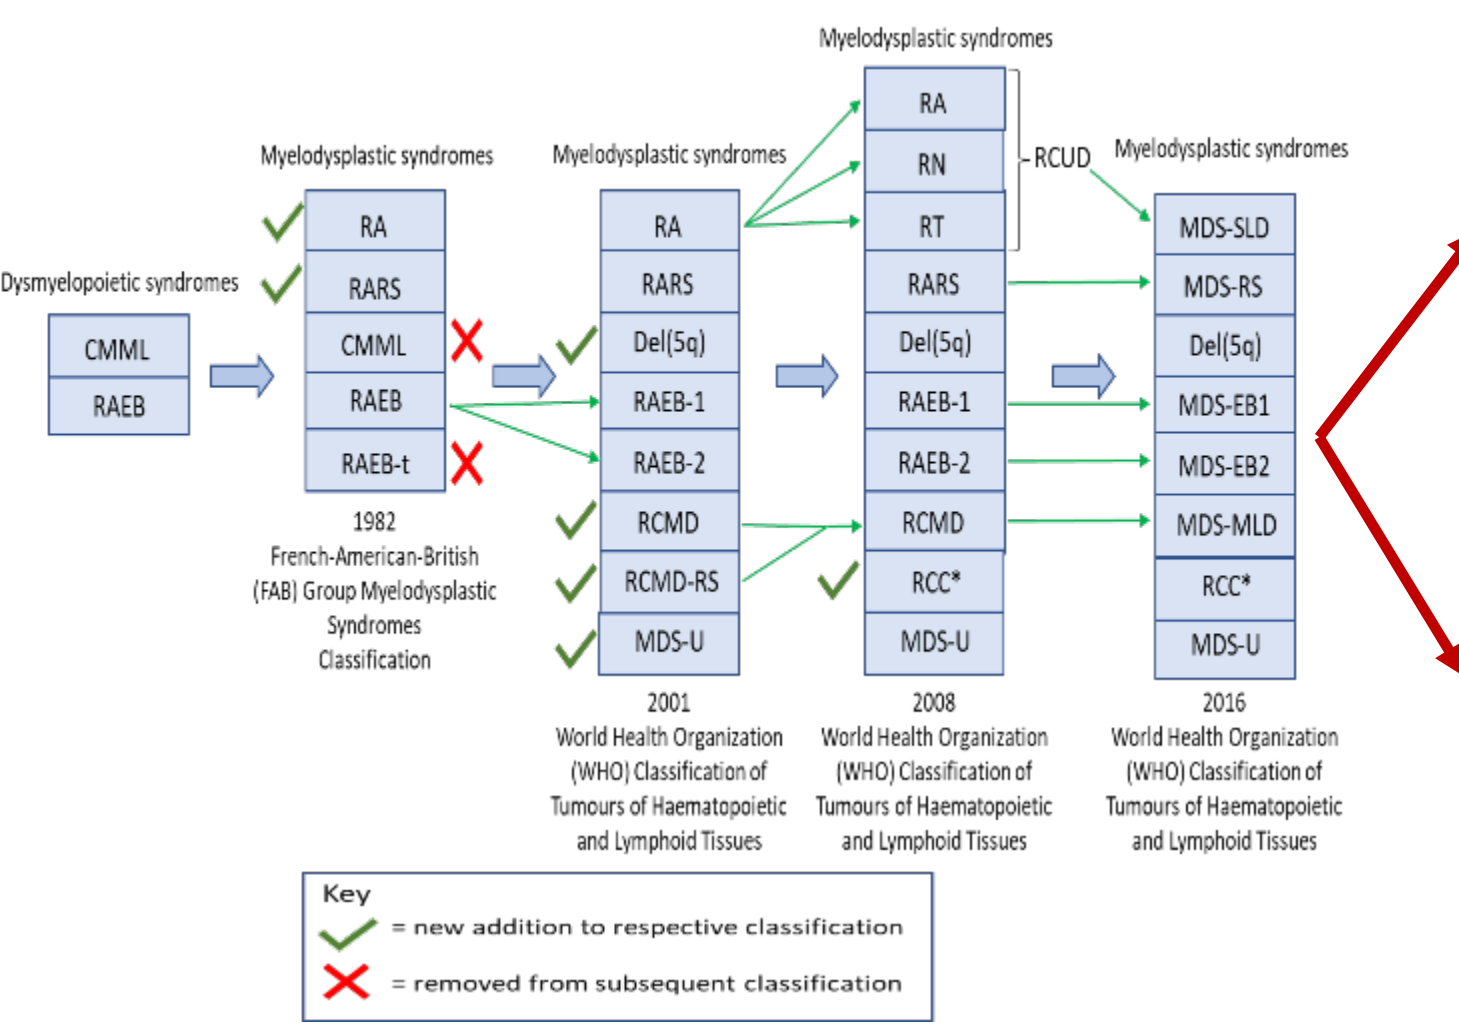 Dysmyelopoietic syndromes
CMML
RAEB
Myelodysplastic syndromes
RA
RARS
CMML
RAEB
RAEB-t
1982
French-American-British
(FAB) Group Myelodysplastic
Syndromes
Classification
Myelodysplastic syndromes
RA
RARS
Del(5q)
RAEB-1
RAEB-2
RCMD
RCMD-RS
MDS-U
2001
World Health Organization
(WHO) Classification of
Tumours of Haematopoietic
and Lymphoid Tissues
Myelodysplastic syndromes
RA
RN
RT
RCUD
RARS
Del(5q)
RAEB-1
RAEB-2
RCMD
RCC*
MDS-U
2008
World Health Organization
(WHO) Classification of
Tumours of Haematopoietic
and Lymphoid Tissues
Myelodysplastic syndromes
MDS-SLD
MDS-RS
Del(5q)
MDS-EB1
MDS-EB2
MDS-MLD
RCC*
MDS-U
2016
World Health Organization
(WHO) Classification of
Tumours of Haematopoietic
and Lymphoid Tissues
Key
= new addition to respective classification
= removed from subsequent classification